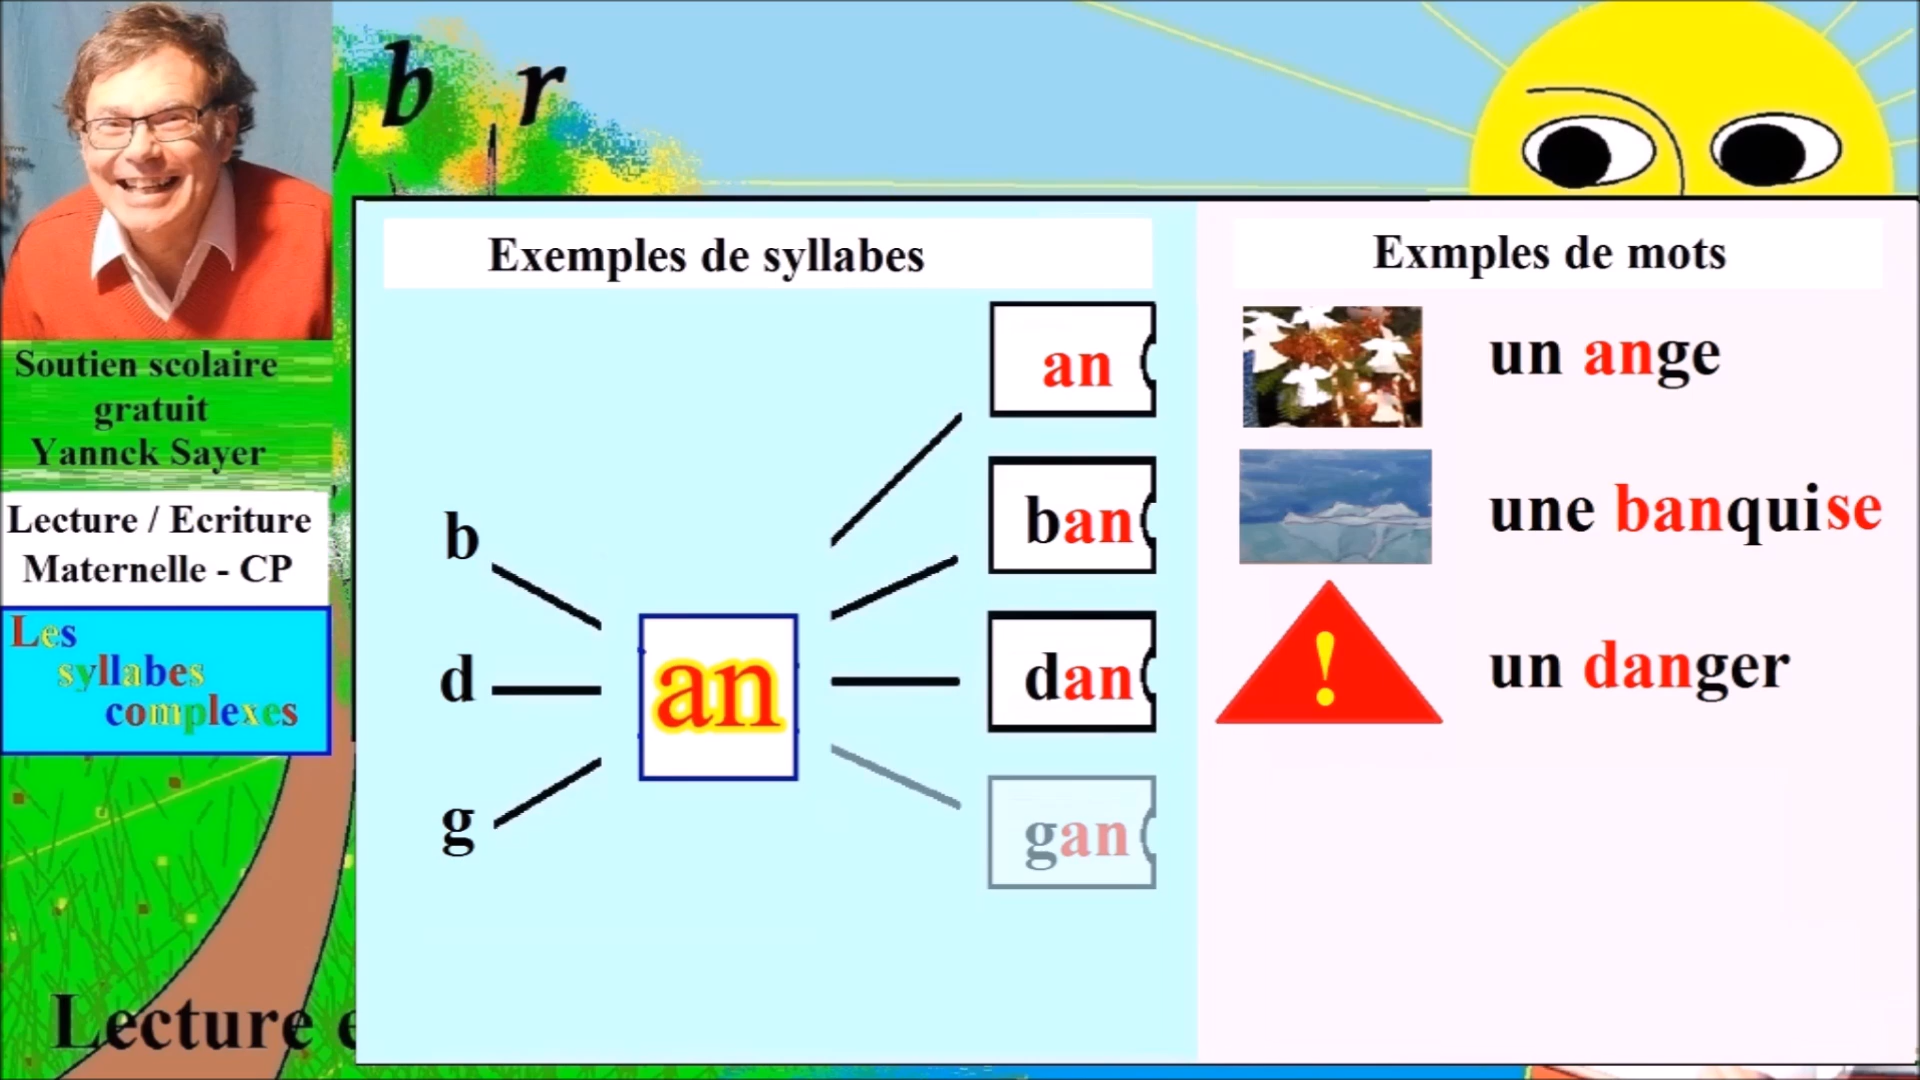 b r
Soutien scolaire
gratuit
Yannck Sayer
Lecture / Ecriture
Maternelle - CP
Les
syllabes
complexes
Lecture e
Exemples de syllabes
b
d
g
an
an
ban
dan
gan
Exmples de mots
un ange
une banquise
!
un danger